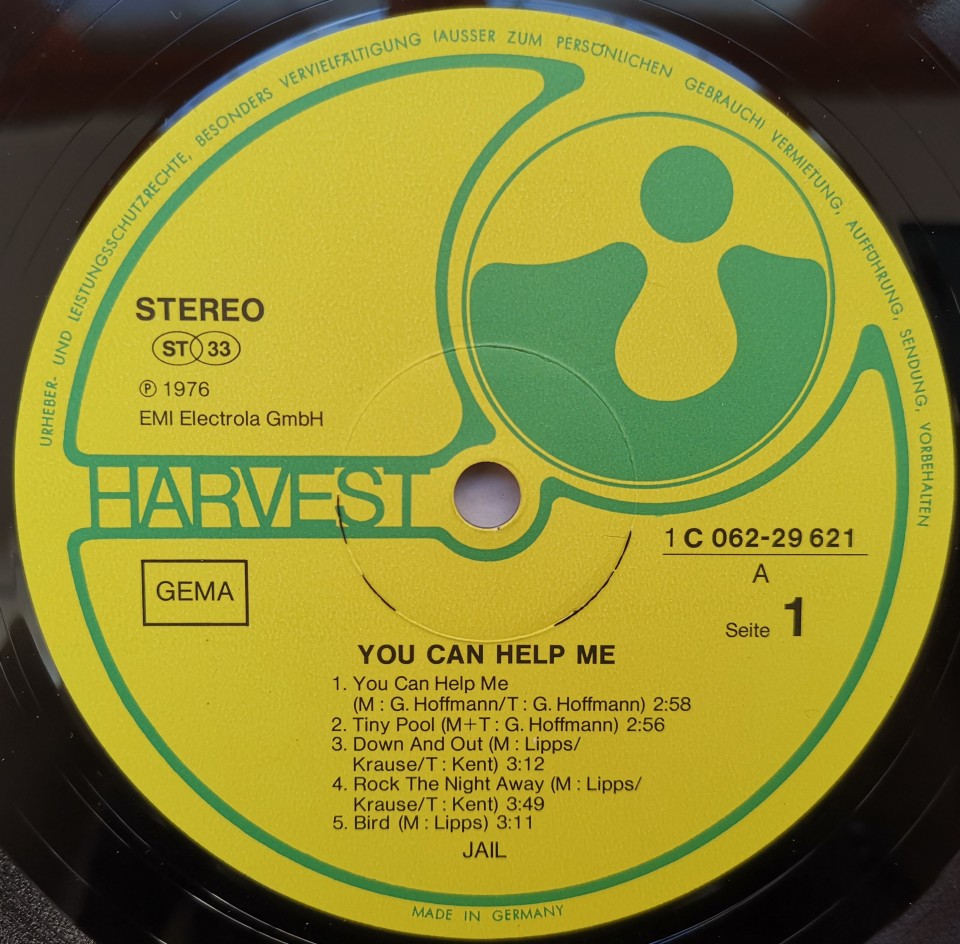 URHEBER- UND LEISTUNGSSCHUTZRECHTE, BESONDERS VERVIELFÄLTIGUNG (AUSSER ZUM PERSÖNLICHEN GEBRAUCH) VERMIETUNG, AUFFÜHRUNG, SENDUNG, VORBEHALTEN
STEREO
ST 33
℗ 1976
EMI Electrola GmbH
HARVEST
GEMA
1 C 062-29 621
A
Seite 1
YOU CAN HELP ME
1. You Can Help Me
(M : G. Hoffmann/T : G. Hoffmann) 2:58
2. Tiny Pool (M+T : G. Hoffmann) 2:56
3. Down And Out (M : Lipps/
Krause/T : Kent) 3:12
4. Rock The Night Away (M : Lipps/
Krause/T : Kent) 3:49
5. Bird (M : Lipps) 3:11
JAIL
MADE IN GERMANY